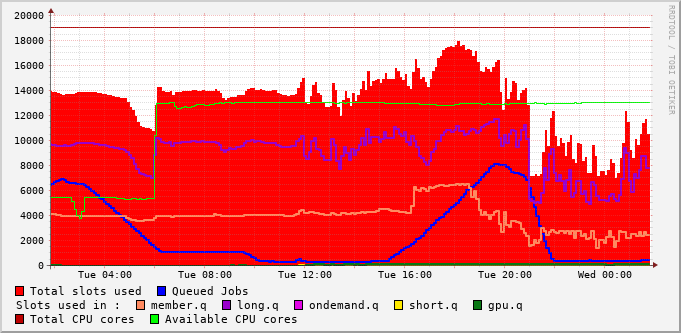 20000
18000
16000
14000
12000
10000
8000
6000
4000
2000
0
Tue 04:00 Tue 08:00 Tue 12:00 Tue 16:00 Tue 20:00 Wed 00:00
Total slots used Queued Jobs
Slots used in : member.q long.q ondemand.q short.q gpu.q
Total CPU cores Available CPU cores
RRDTOOL / TOBI OETIKER